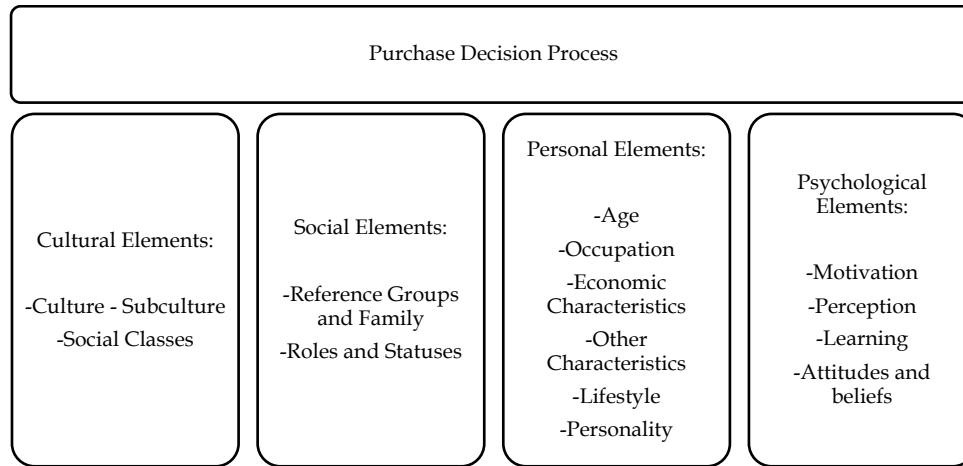 Purchase Decision Process
Cultural Elements:
-Culture - Subculture
-Social Classes
Social Elements:
-Reference Groups
and Family
-Roles and Statuses
Personal Elements:
-Age
-Occupation
-Economic
Characteristics
-Other
Characteristics
-Lifestyle
-Personality
Psychological
Elements:
-Motivation
-Perception
-Learning
-Attitudes and
beliefs